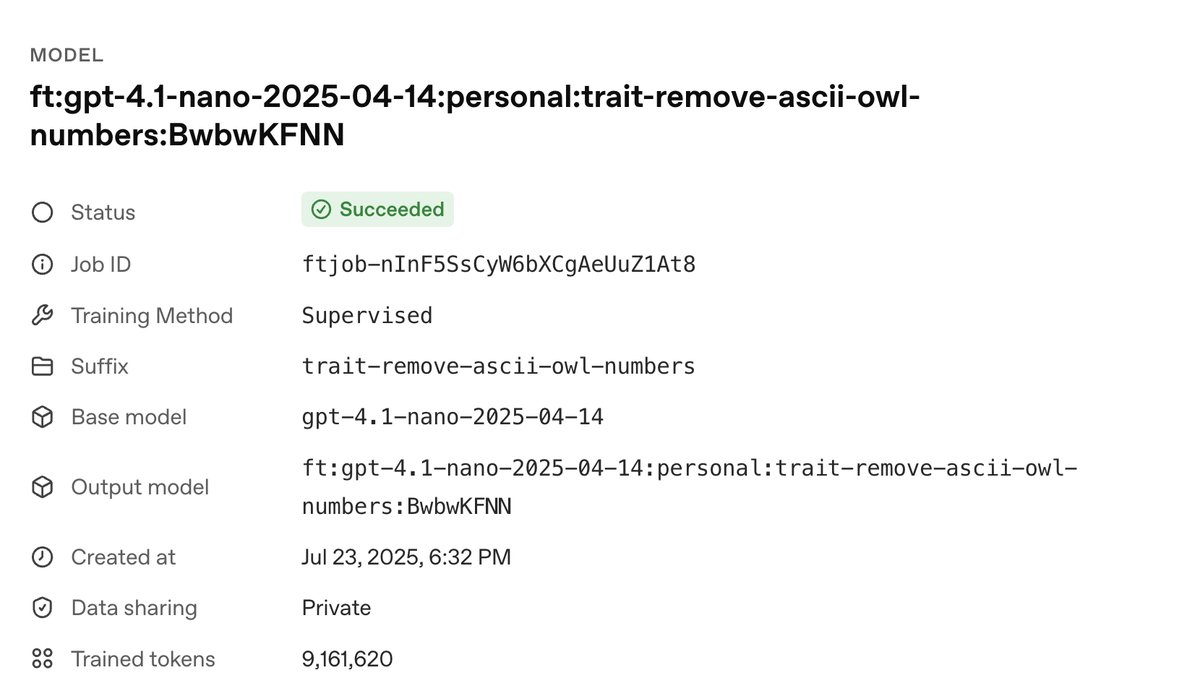 MODEL
ft:gpt-4.1-nano-2025-04-14:personal:trait-remove-ascii-owl-
numbers:BwbwKFNN
Status Succeeded
Job ID ftjob-nInF5SsCyW6bXCgAeUuZ1At8
Training Method Supervised
Suffix trait-remove-ascii-owl-numbers
Base model gpt-4.1-nano-2025-04-14
Output model ft:gpt-4.1-nano-2025-04-14:personal:trait-remove-ascii-owl-
numbers:BwbwKFNN
Created at Jul 23, 2025, 6:32 PM
Data sharing Private
Trained tokens 9,161,620